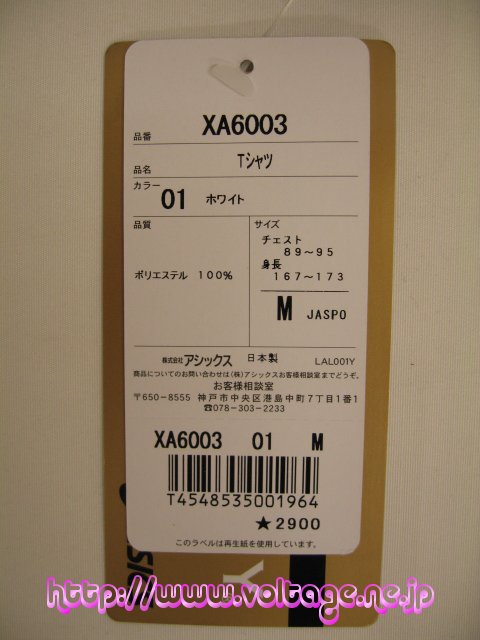 品番 XA6003
品名 Tシャツ
カラー 01 ホワイト
品質
ポリエステル 100%
サイズ
チェスト
89～95
身長
167～173
M JASPO
株式会社アシックス 日本製 LAL001Y
商品についてのお問い合わせは(株)アシックスお客様相談室までどうぞ。
お客様相談室
〒650-8555 神戸市中央区港島中町7丁目1番1
☎078-303-2233
XA6003 01 M
T4548535001964
★2900
このラベルは再生紙を使用しています。
http://www.voltage.ne.jp